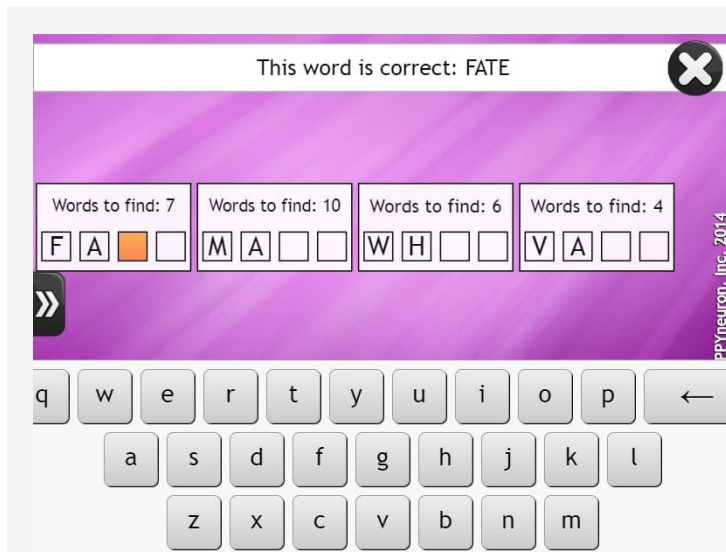 This word is correct: FATE
Words to find: 7
Words to find: 10
Words to find: 6
Words to find: 4
F A
M A
W H
V A
PPYneuron, Inc. 2014
q w e r t y u i o p ←
a s d f g h j k l
z x c v b n m